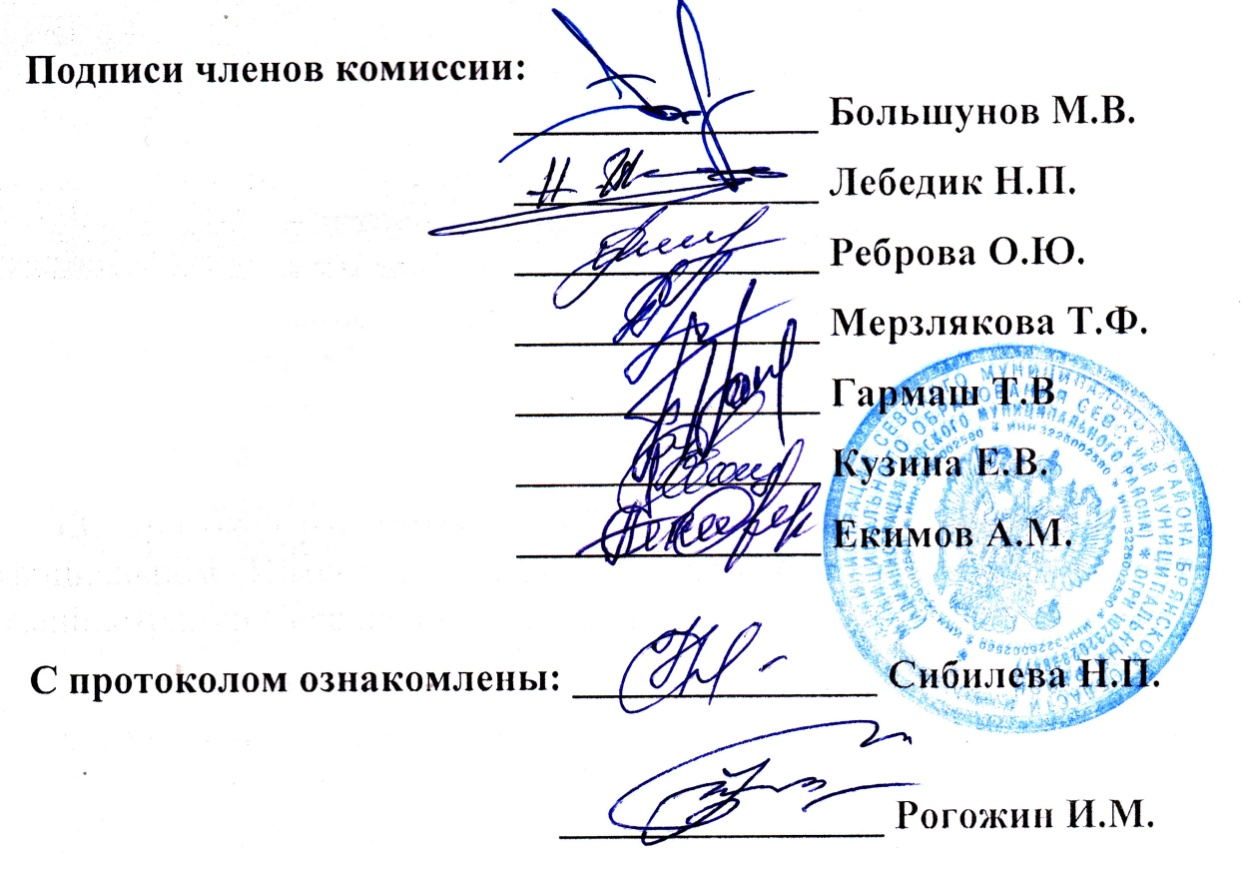 Подписи членов комиссии:
Большунов М.В.
Лебедик Н.П.
Реброва О.Ю.
Мерзлякова Т.Ф.
Гармаш Т.В
Кузина Е.В.
Екимов А.М.
С протоколом ознакомлены: Сибилева Н.П.
Рогожин И.М.